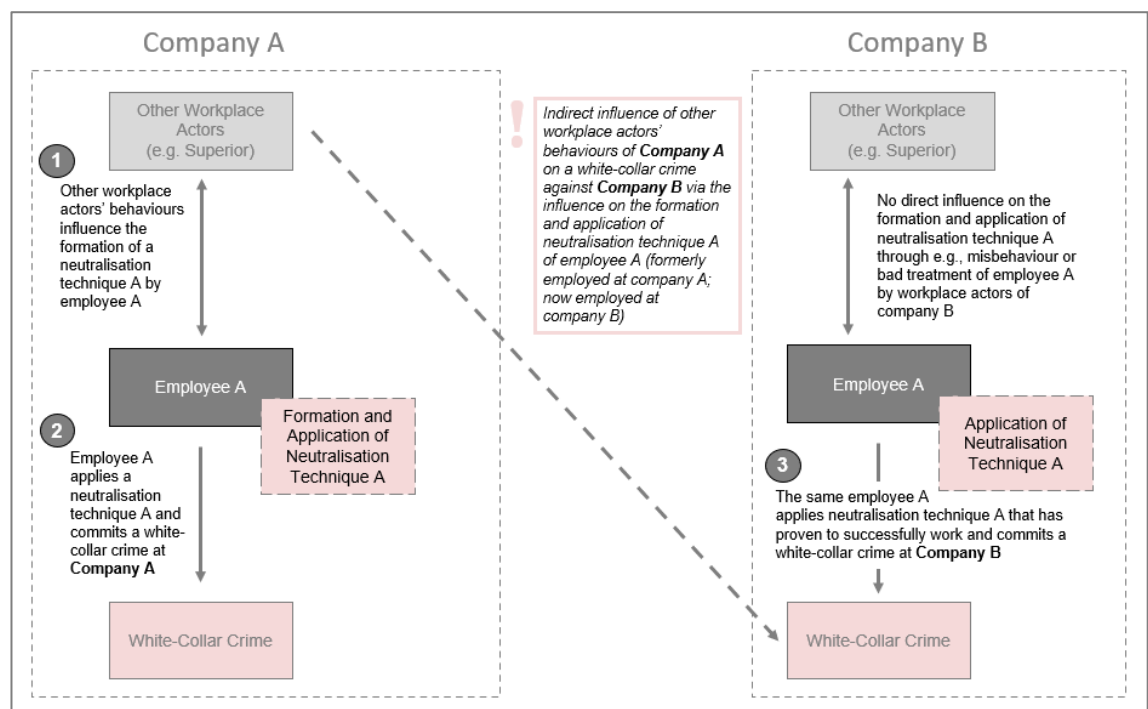 Company A
Other Workplace
Actors
(e.g. Superior)
1
Other workplace
actors' behaviours
influence the
formation of a
neutralisation
technique A by
employee A
Employee A
Formation and
Application of
Neutralisation
Technique A
2
Employee A
applies a
neutralisation
technique A and
commits a white-
collar crime at
Company A
White-Collar Crime
!
Indirect influence of other
workplace actors'
behaviours of Company A
on a white-collar crime
against Company B via the
influence on the formation
and application of
neutralisation technique A
of employee A (formerly
employed at company A;
now employed at
company B)
Company B
Other Workplace
Actors
(e.g. Superior)
No direct influence on the
formation and application of
neutralisation technique A
through e.g., misbehaviour or
bad treatment of employee A
by workplace actors of
company B
Employee A
Application of
Neutralisation
Technique A
3
The same employee A
applies neutralisation technique A that has
proven to successfully work and commits a
white-collar crime at Company B
White-Collar Crime